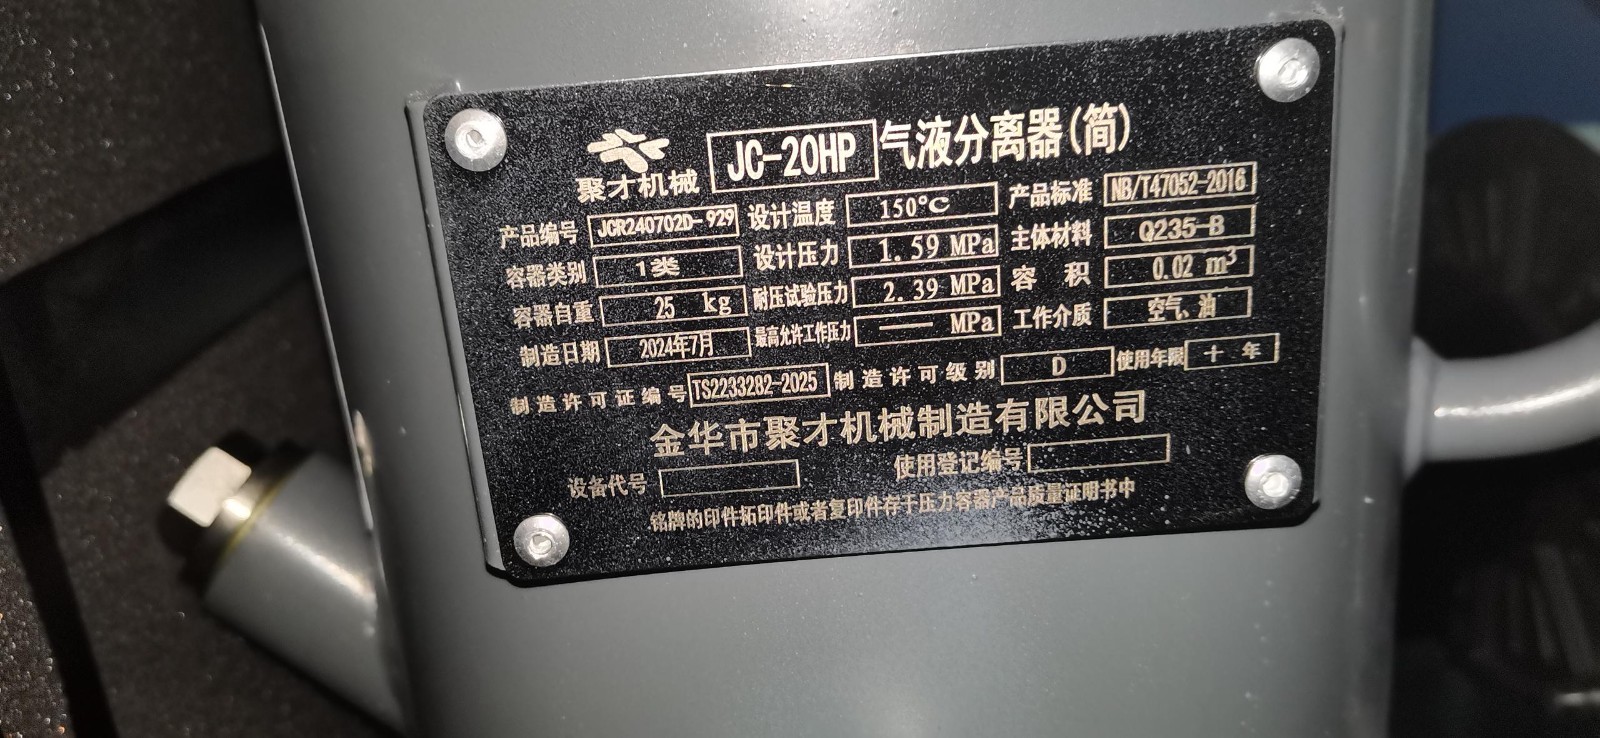 聚才机械 JC-20HP 气液分离器(简)
产品编号 JCR240702D-929 设计温度 150℃ 产品标准 NB/T47052-2016
容器类别 1类 设计压力 1.59 MPa 主体材料 Q235-B
容器自重 25 kg 耐压试验压力 2.39 MPa 容 积 0.02 m³
制造日期 2024年7月 最高允许工作压力 — MPa 工作介质 空气、油
制造许可证编号 TS2233282-2025 制造许可级别 D 使用年限 十 年
金华市聚才机械制造有限公司
设备代号 使用登记编号
铭牌的印件拓印件或者复印件存于压力容器产品质量证明书中